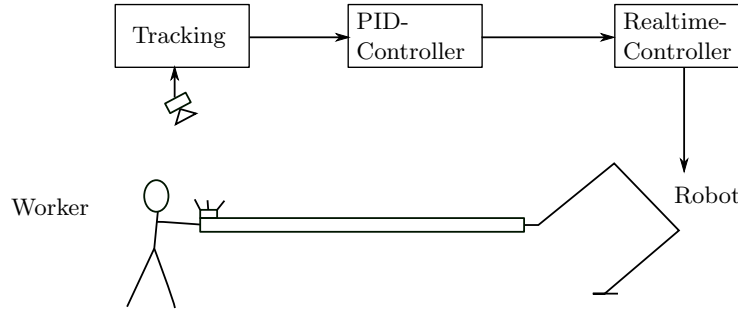 Tracking
PID-
Controller
Realtime-
Controller
Worker
Robot